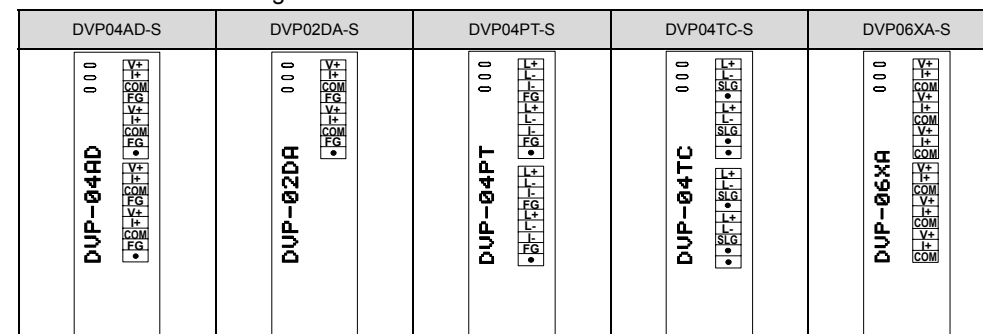 DVP04AD-S
DVP02DA-S
DVP04PT-S
DVP04TC-S
DVP06XA-S
V+
I+
COM
FG
V+
I+
COM
FG
•
V+
I+
COM
FG
V+
I+
COM
FG
•
DVP-04AD
V+
I+
COM
FG
V+
I+
COM
FG
•
DVP-02DA
L+
L-
I-
FG
L+
L-
I-
FG
•
L+
L-
I-
FG
L+
L-
I-
FG
•
DVP-04PT
L+
L-
SLG
•
L+
L-
SLG
•
•
L+
L-
SLG
•
L+
L-
SLG
•
•
DVP-04TC
V+
I+
COM
V+
I+
COM
V+
I+
COM
V+
I+
COM
V+
I+
COM
V+
I+
COM
DVP-06XA